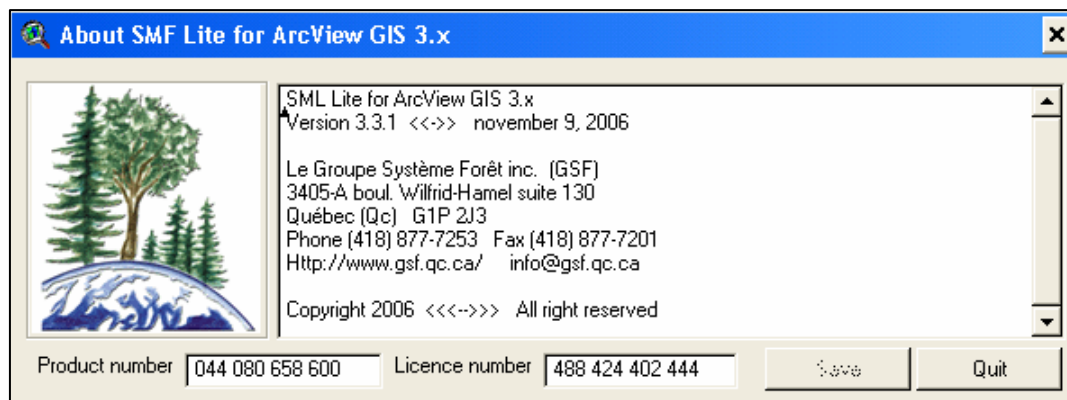 About SMF Lite for ArcView GIS 3.x
SML Lite for ArcView GIS 3.x
Version 3.3.1 <<->> november 9, 2006
Le Groupe Système Forêt inc. (GSF)
3405-A boul. Wilfrid-Hamel suite 130
Québec (Qc) G1P 2J3
Phone (418) 877-7253 Fax (418) 877-7201
Http://www.gsf.qc.ca/ info@gsf.qc.ca
Copyright 2006 <<<-->>> All right reserved
Product number 044 080 658 600 Licence number 488 424 402 444 Save Quit